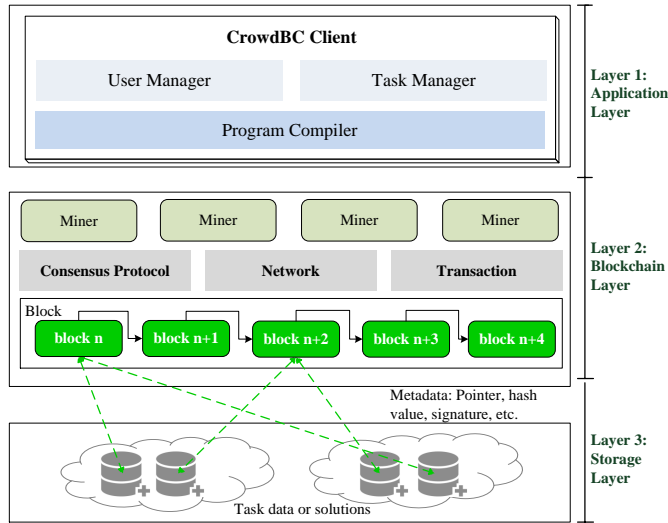 CrowdBC Client
User Manager
Task Manager
Program Compiler
Layer 1:
Application
Layer
Miner
Miner
Miner
Miner
Consensus Protocol
Network
Transaction
Layer 2:
Blockchain
Layer
Block
block n
block n+1
block n+2
block n+3
block n+4
Metadata: Pointer, hash
value, signature, etc.
Layer 3:
Storage
Layer
Task data or solutions